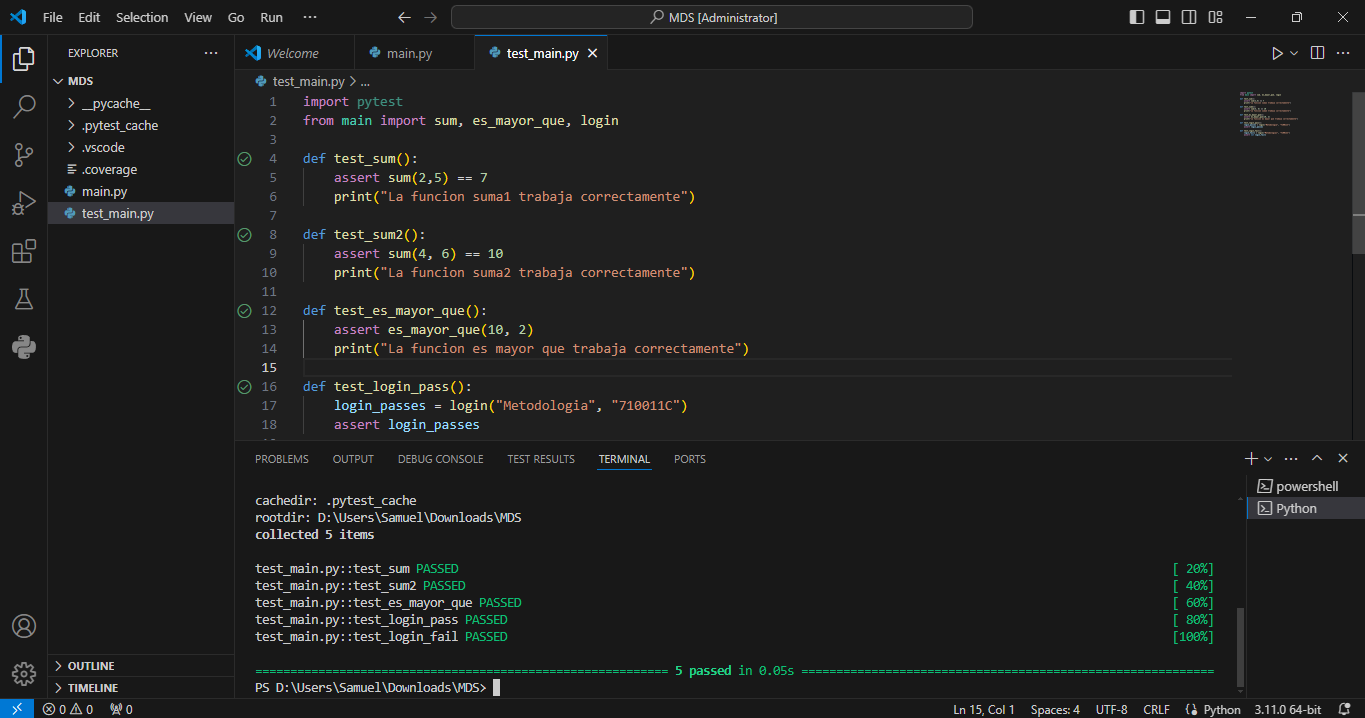 File Edit Selection View Go Run ··· MDS [Administrator]
EXPLORER ···
MDS
__pycache__
.pytest_cache
.vscode
.coverage
main.py
test_main.py
OUTLINE
TIMELINE
Welcome main.py test_main.py
test_main.py > ...
1 import pytest
2 from main import sum, es_mayor_que, login
3
4 def test_sum():
5 assert sum(2,5) == 7
6 print("La funcion suma1 trabaja correctamente")
7
8 def test_sum2():
9 assert sum(4, 6) == 10
10 print("La funcion suma2 trabaja correctamente")
11
12 def test_es_mayor_que():
13 assert es_mayor_que(10, 2)
14 print("La funcion es mayor que trabaja correctamente")
15
16 def test_login_pass():
17 login_passes = login("Metodologia", "710011C")
18 assert login_passes
PROBLEMS OUTPUT DEBUG CONSOLE TEST RESULTS TERMINAL PORTS
cachedir: .pytest_cache
rootdir: D:\Users\Samuel\Downloads\MDS
collected 5 items
test_main.py::test_sum PASSED [ 20%]
test_main.py::test_sum2 PASSED [ 40%]
test_main.py::test_es_mayor_que PASSED [ 60%]
test_main.py::test_login_pass PASSED [ 80%]
test_main.py::test_login_fail PASSED [100%]
=========================================================== 5 passed in 0.05s ===========================================================
PS D:\Users\Samuel\Downloads\MDS>
powershell
Python
0 0 0 Ln 15, Col 1 Spaces: 4 UTF-8 CRLF Python 3.11.0 64-bit